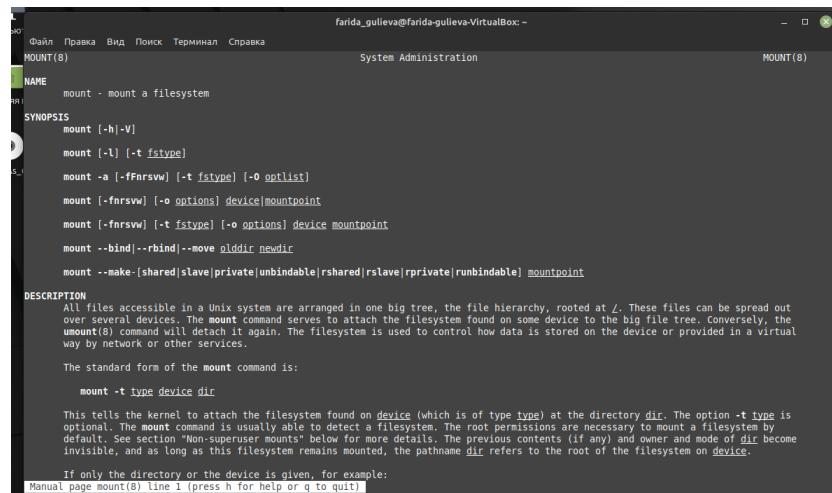 farida_gulieva@farida-gulieva-VirtualBox: ~
Файл Правка Вид Поиск Терминал Справка
MOUNT(8) System Administration MOUNT(8)
NAME
mount - mount a filesystem
SYNOPSIS
mount [-h|-V]
mount [-l] [-t fstype]
mount -a [-fFnrsvw] [-t fstype] [-O optlist]
mount [-fnrsvw] [-o options] device|mountpoint
mount [-fnrsvw] [-t fstype] [-o options] device mountpoint
mount --bind|--rbind|--move olddir newdir
mount --make-[shared|slave|private|unbindable|rshared|rslave|rprivate|runbindable] mountpoint
DESCRIPTION
All files accessible in a Unix system are arranged in one big tree, the file hierarchy, rooted at /. These files can be spread out
over several devices. The mount command serves to attach the filesystem found on some device to the big file tree. Conversely, the
umount(8) command will detach it again. The filesystem is used to control how data is stored on the device or provided in a virtual
way by network or other services.
The standard form of the mount command is:
mount -t type device dir
This tells the kernel to attach the filesystem found on device (which is of type type) at the directory dir. The option -t type is
optional. The mount command is usually able to detect a filesystem. The root permissions are necessary to mount a filesystem by
default. See section "Non-superuser mounts" below for more details. The previous contents (if any) and owner and mode of dir become
invisible, and as long as this filesystem remains mounted, the pathname dir refers to the root of the filesystem on device.
If only the directory or the device is given, for example:
Manual page mount(8) line 1 (press h for help or q to quit)